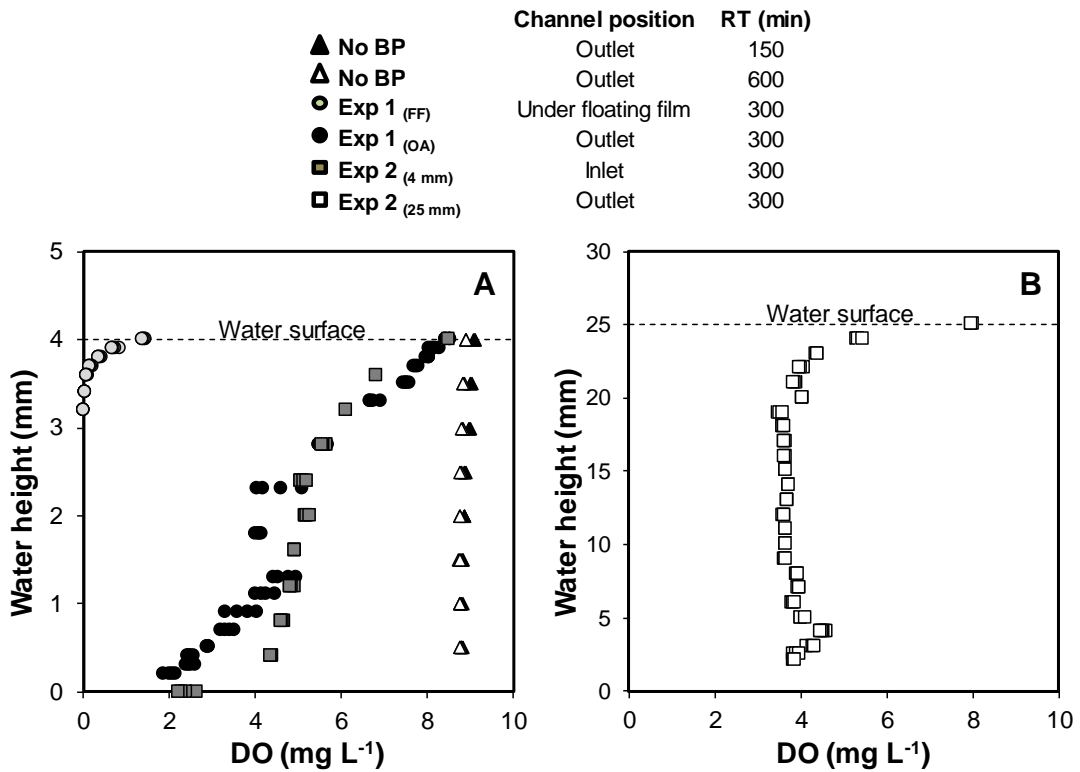 Channel position RT (min)
No BP Outlet 150
No BP Outlet 600
Exp 1 (FF) Under floating film 300
Exp 1 (OA) Outlet 300
Exp 2 (4 mm) Inlet 300
Exp 2 (25 mm) Outlet 300
A
Water surface
Water height (mm)
5
4
3
2
1
0
0 2 4 6 8 10
DO (mg L⁻¹)
B
Water surface
Water height (mm)
30
25
20
15
10
5
0
0 2 4 6 8 10
DO (mg L⁻¹)